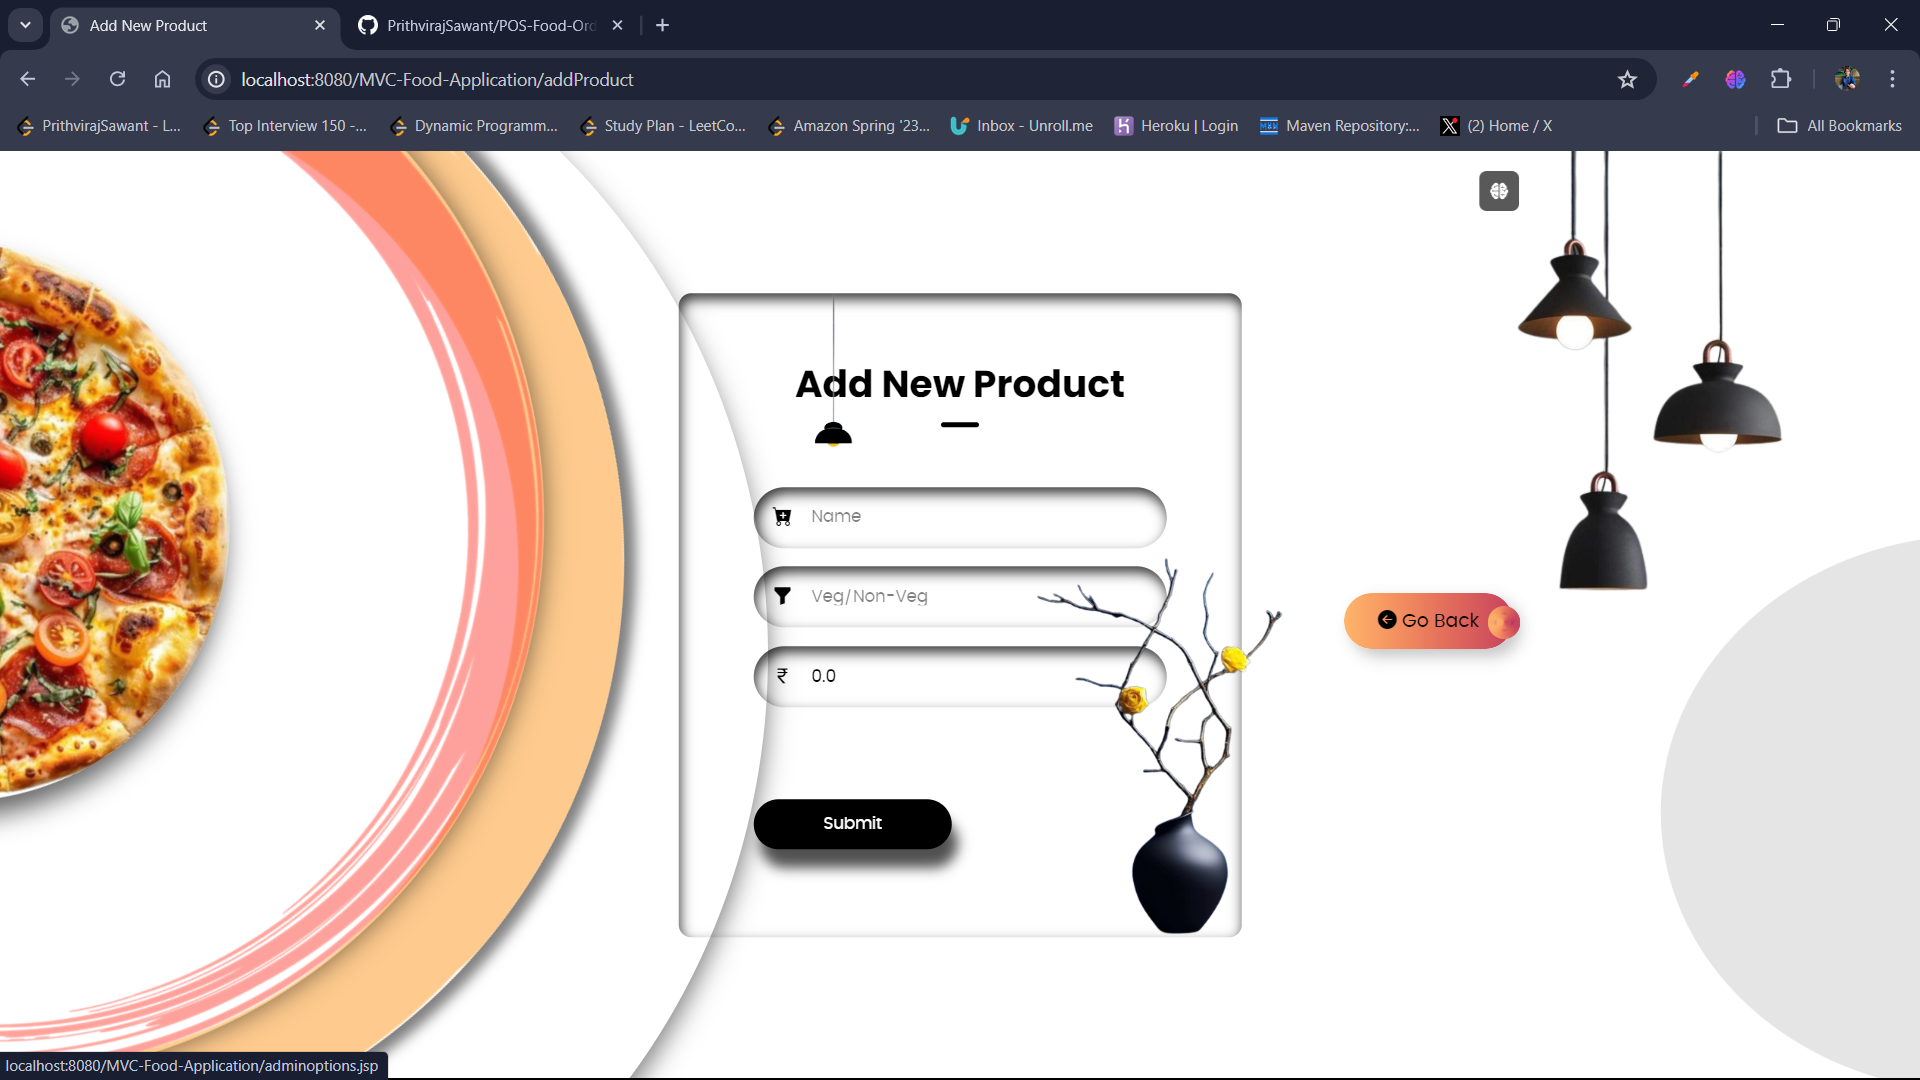 Add New Product
PrithvirajSawant/POS-Food-Ord
localhost:8080/MVC-Food-Application/addProduct
PrithvirajSawant - L...
Top Interview 150 -...
Dynamic Programm...
Study Plan - LeetCo...
Amazon Spring '23...
Inbox - Unroll.me
Heroku | Login
Maven Repository:...
(2) Home / X
All Bookmarks
Add New Product
Name
Veg/Non-Veg
₹ 0.0
Go Back
Submit
localhost:8080/MVC-Food-Application/adminoptions.jsp